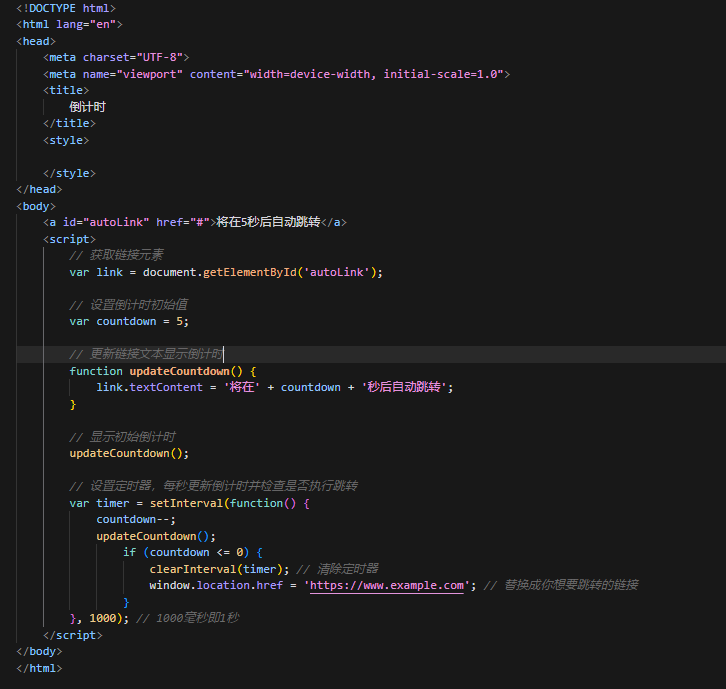 <!DOCTYPE html>
<html lang="en">
<head>
    <meta charset="UTF-8">
    <meta name="viewport" content="width=device-width, initial-scale=1.0">
    <title>
        倒计时
    </title>
    <style>

    </style>
</head>
<body>
    <a id="autoLink" href="#">将在5秒后自动跳转</a>
    <script>
        // 获取链接元素
        var link = document.getElementById('autoLink');

        // 设置倒计时初始值
        var countdown = 5;

        // 更新链接文本显示倒计时
        function updateCountdown() {
            link.textContent = '将在' + countdown + '秒后自动跳转';
        }

        // 显示初始倒计时
        updateCountdown();

        // 设置定时器，每秒更新倒计时并检查是否执行跳转
        var timer = setInterval(function() {
            countdown--;
            updateCountdown();
                if (countdown <= 0) {
                    clearInterval(timer); // 清除定时器
                    window.location.href = 'https://www.example.com'; // 替换成你想要跳转的链接
                }
        }, 1000); // 1000毫秒即1秒
    </script>
</body>
</html>